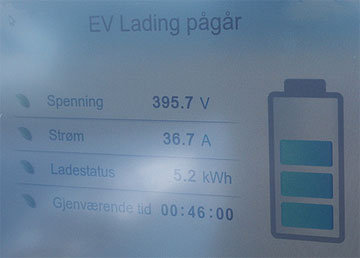 EV Lading pågår
Spenning 395.7 V
Strøm 36.7 A
Ladestatus 5.2 kWh
Gjenværende tid 00:46:00